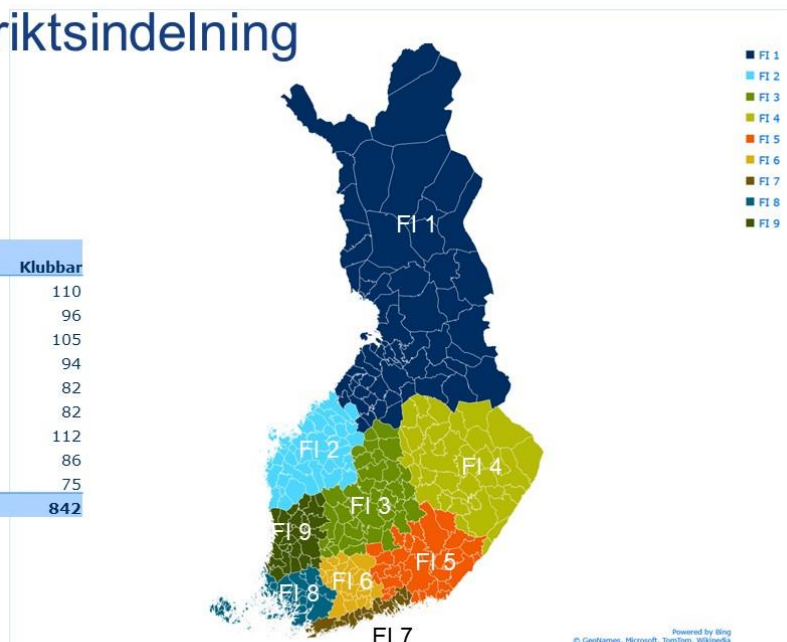 riktsindelning
FI 1
FI 2
FI 3
FI 4
FI 5
FI 6
FI 7
FI 8
FI 9
Klubbar
110
96
105
94
82
82
112
86
75
842
FI 1
FI 2
FI 4
FI 3
FI 9
FI 5
FI 6
FI 8
FI 7
Powered by Bing
© GeoNames, Microsoft, TomTom, Wikipedia